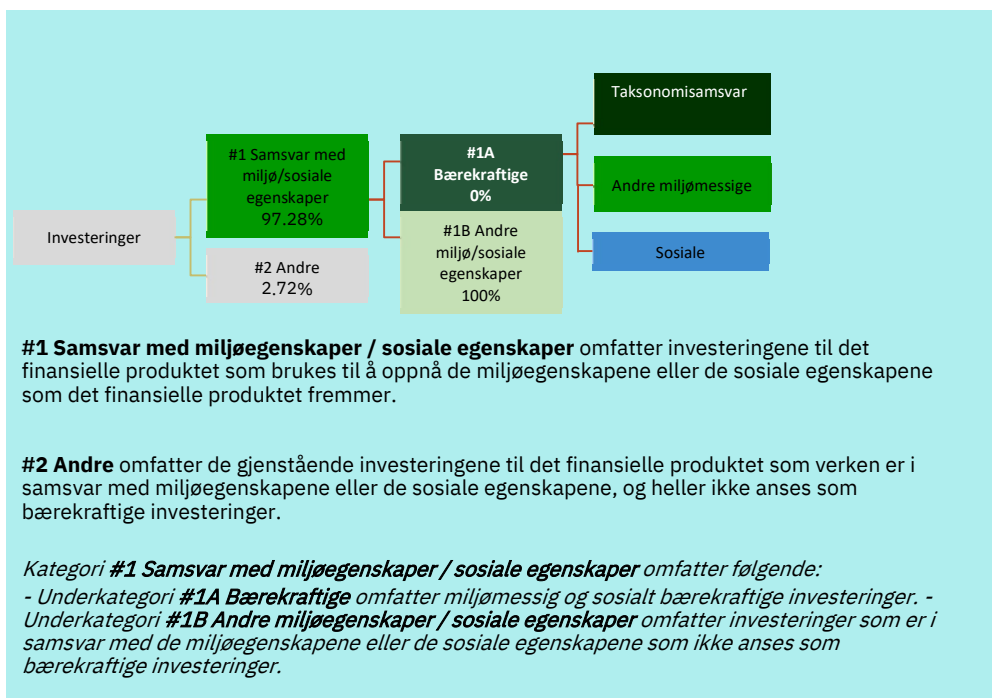 Investeringer
#1 Samsvar med
miljø/sosiale
egenskaper
97.28%
#2 Andre
2.72%
#1A
Bærekraftige
0%
#1B Andre
miljø/sosiale
egenskaper
100%
Taksonomisamsvar
Andre miljømessige
Sosiale
#1 Samsvar med miljøegenskaper / sosiale egenskaper omfatter investeringene til det
finansielle produktet som brukes til å oppnå de miljøegenskapene eller de sosiale egenskapene
som det finansielle produktet fremmer.
#2 Andre omfatter de gjenstående investeringene til det finansielle produktet som verken er i
samsvar med miljøegenskapene eller de sosiale egenskapene, og heller ikke anses som
bærekraftige investeringer.
Kategori #1 Samsvar med miljøegenskaper / sosiale egenskaper omfatter følgende:
- Underkategori #1A Bærekraftige omfatter miljømessig og sosialt bærekraftige investeringer. -
Underkategori #1B Andre miljøegenskaper / sosiale egenskaper omfatter investeringer som er i
samsvar med de miljøegenskapene eller de sosiale egenskapene som ikke anses som
bærekraftige investeringer.